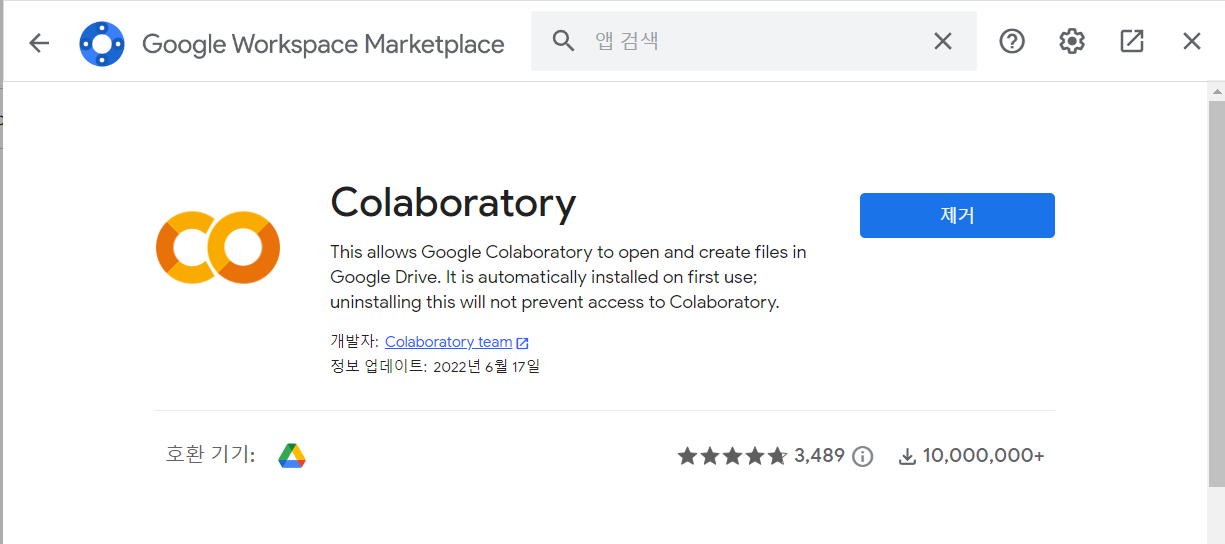 Google Workspace Marketplace
앱 검색
Colaboratory
제거
This allows Google Colaboratory to open and create files in
Google Drive. It is automatically installed on first use;
uninstalling this will not prevent access to Colaboratory.
개발자: Colaboratory team
정보 업데이트: 2022년 6월 17일
호환 기기:
3,489
10,000,000+